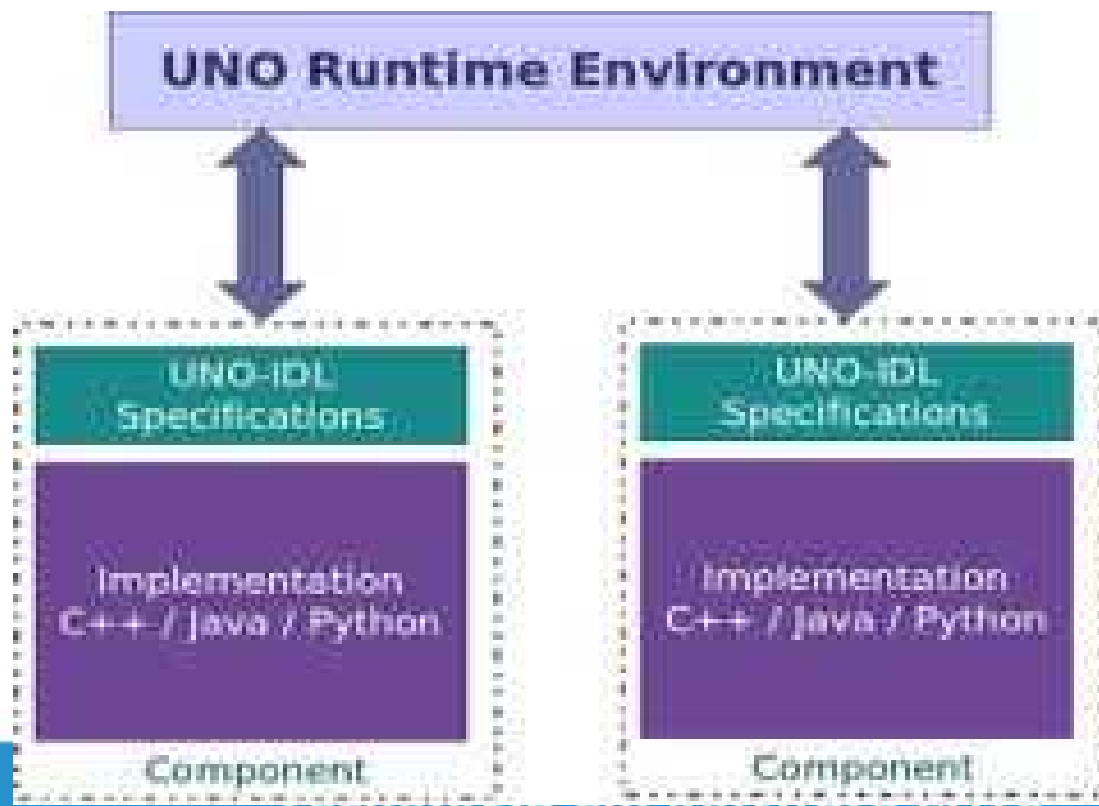 UNO Runtime Environment
UNO-IDL
Specifications
Implementation
C++ / Java / Python
Component
UNO-IDL
Specifications
Implementation
C++ / Java / Python
Component